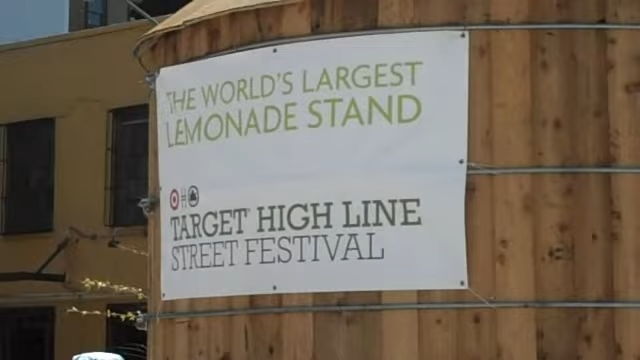 THE WORLD'S LARGEST
LEMONADE STAND
TARGET HIGH LINE
STREET FESTIVAL